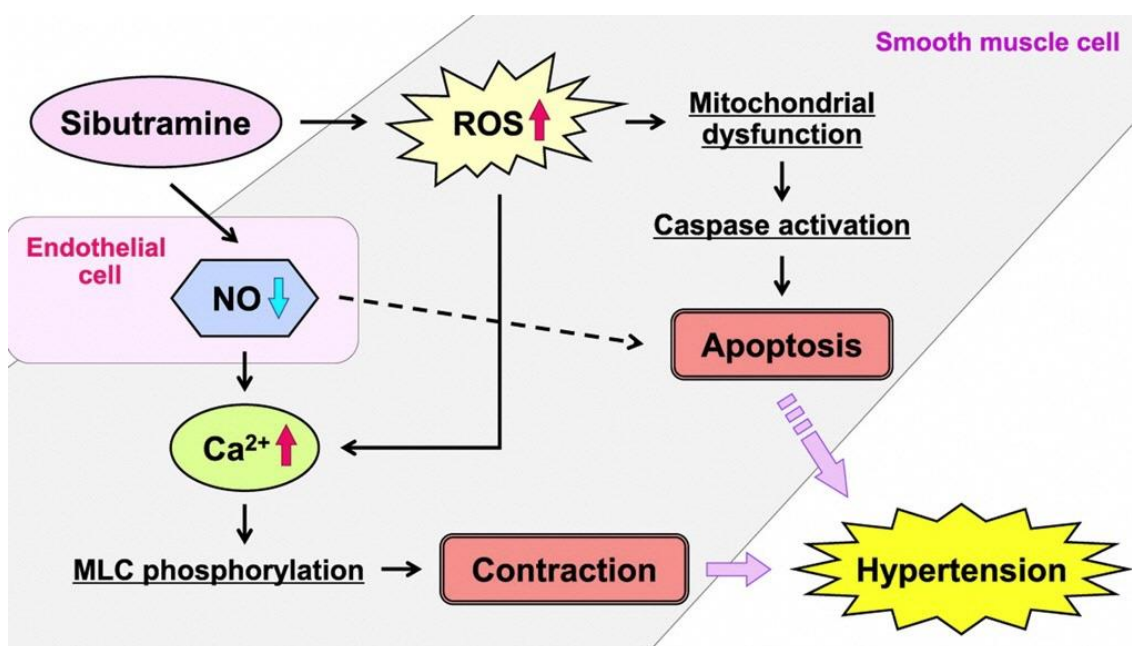 Smooth muscle cell
Sibutramine
ROS
Mitochondrial
dysfunction
Caspase activation
Endothelial
cell
NO
Apoptosis
Ca²⁺
MLC phosphorylation
Contraction
Hypertension